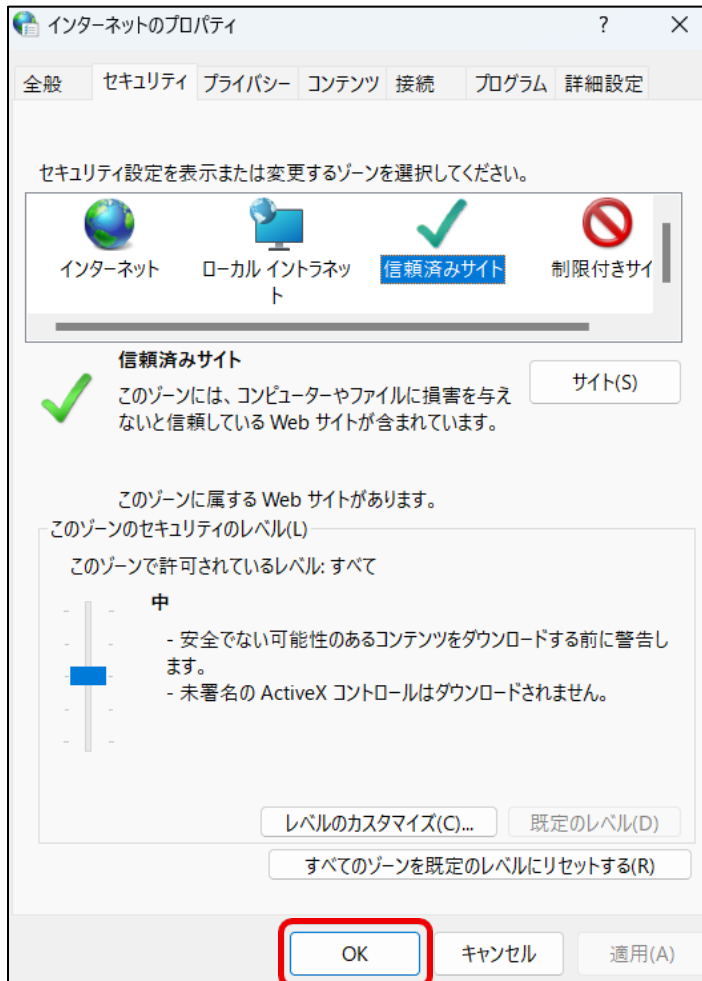 インターネットのプロパティ
?
全般 セキュリティ プライバシー コンテンツ 接続 プログラム 詳細設定
セキュリティ設定を表示または変更するゾーンを選択してください。
インターネット ローカル イントラネッ 信頼済みサイト 制限付きサイ
ト
信頼済みサイト
サイト(S)
このゾーンには、コンピューターやファイルに損害を与え
ないと信頼している Web サイトが含まれています。
このゾーンに属する Web サイトがあります。
このゾーンのセキュリティのレベル(L)
このゾーンで許可されているレベル: すべて
中
- 安全でない可能性のあるコンテンツをダウンロードする前に警告し
ます。
- 未署名の ActiveX コントロールはダウンロードされません。
レベルのカスタマイズ(C)... 既定のレベル(D)
すべてのゾーンを既定のレベルにリセットする(R)
OK キャンセル 適用(A)